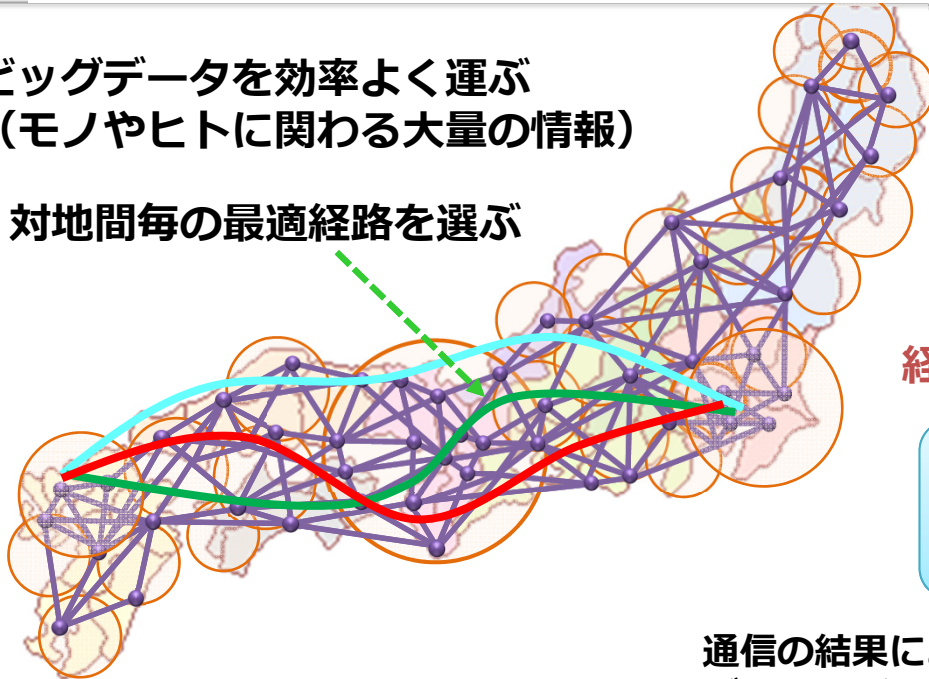 ビッグデータを効率よく運ぶ
（モノやヒトに関わる大量の情報）
対地間毎の最適経路を選ぶ
経
通信の結果に